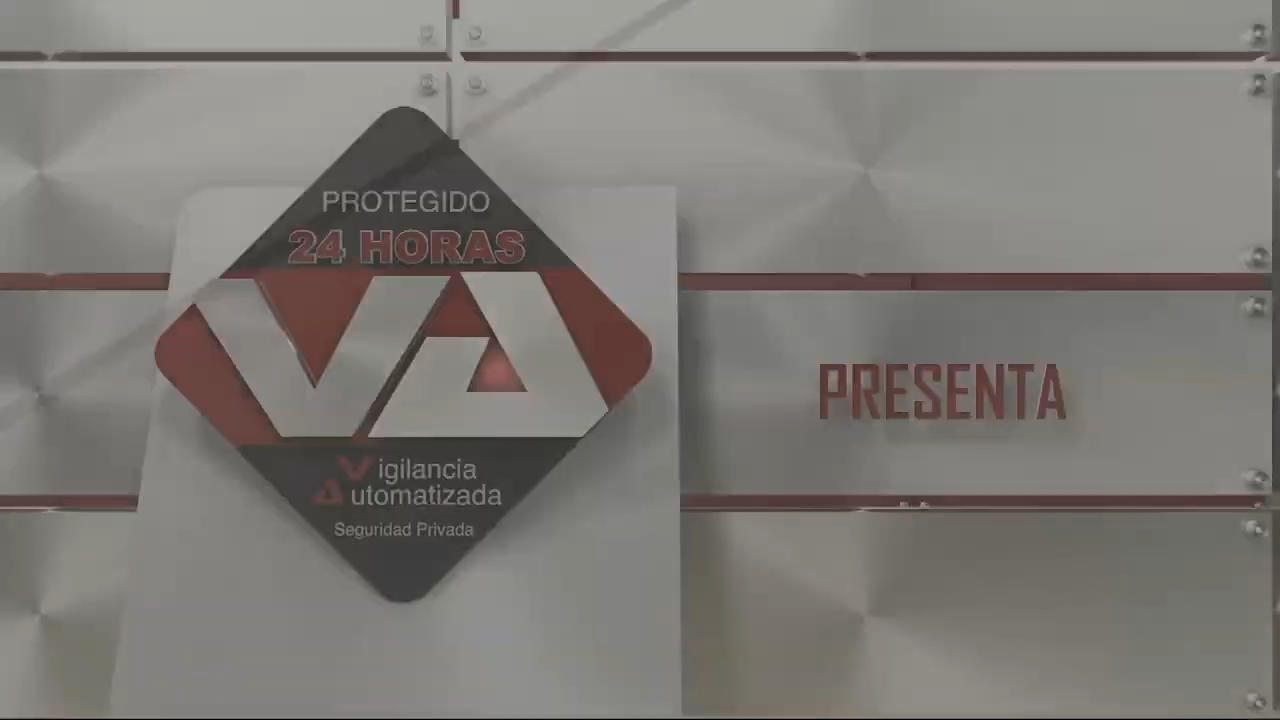 PROTEGIDO
24 HORAS
VA
Vigilancia
Automatizada
Seguridad Privada
PRESENTA